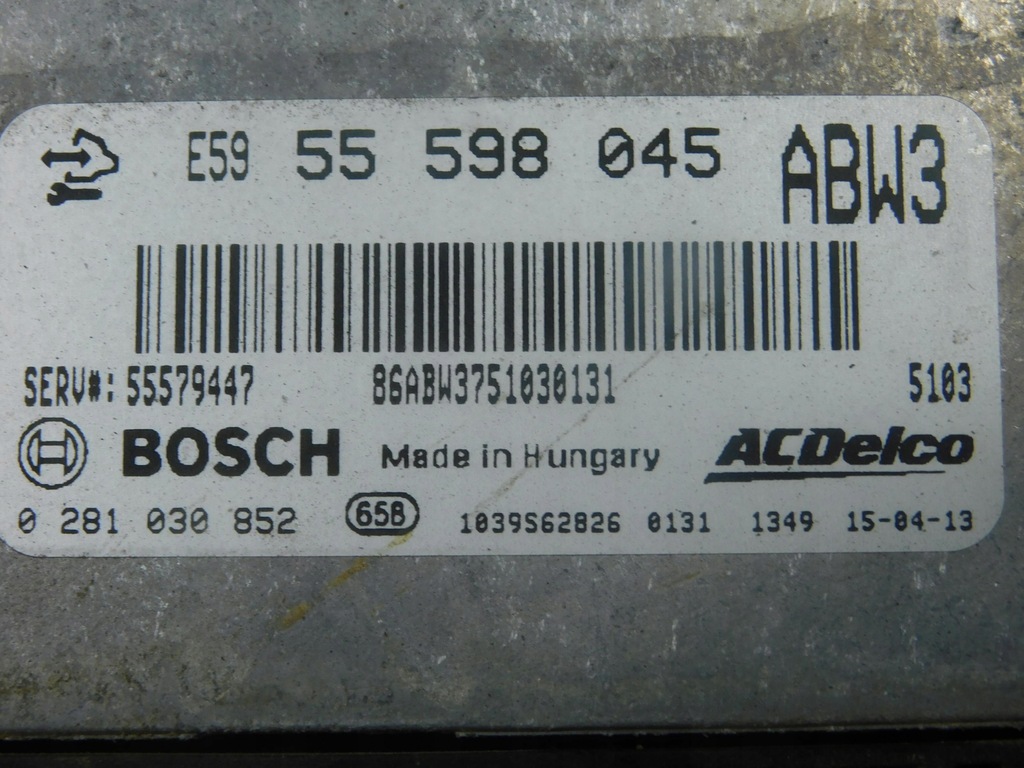 E59 55 598 045 ABW3
SERV#: 55579447 86ABW3751030131 5103
BOSCH Made in Hungary ACDelco
0 281 030 852 65B 1039S62826 0131 1349 15-04-13